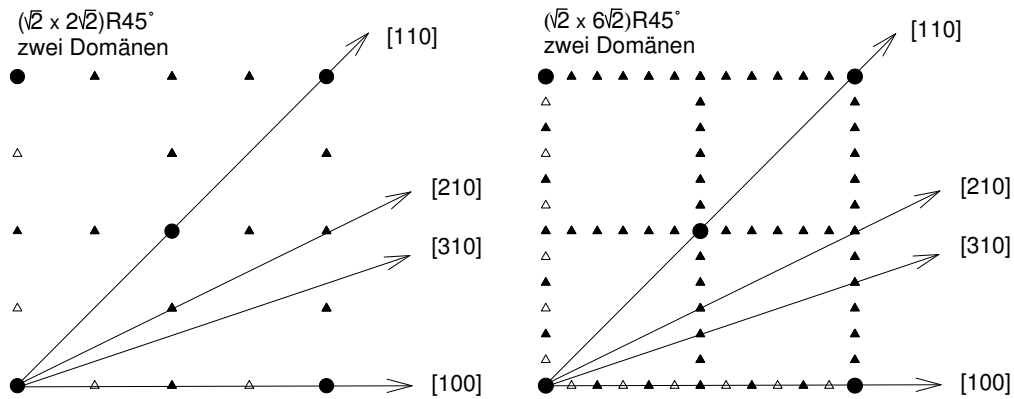 (√2 x 2√2)R45°
zwei Domänen
[110]
[210]
[310]
[100]
(√2 x 6√2)R45°
zwei Domänen
[110]
[210]
[310]
[100]